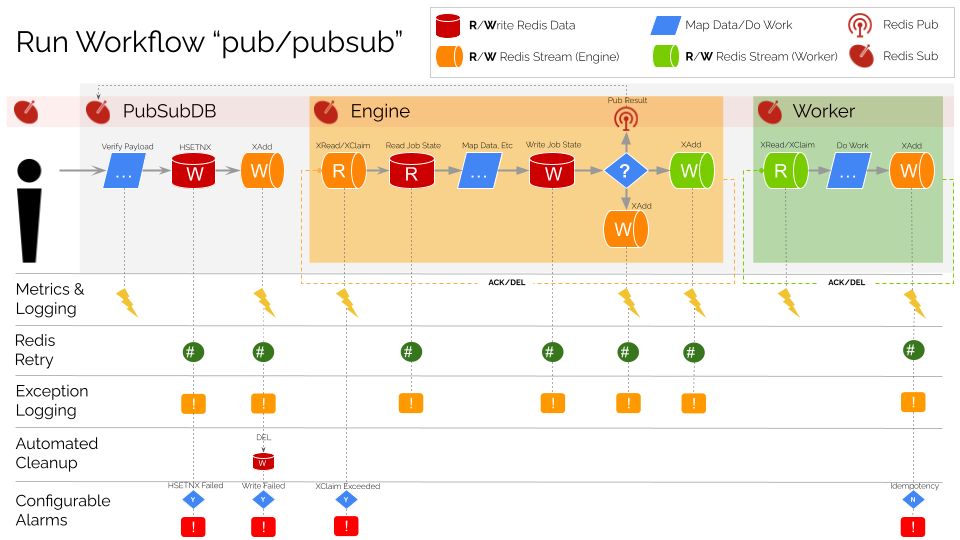 Run Workflow “pub/pubsub”
R/Write Redis Data
Map Data/Do Work
Redis Pub
R/W Redis Stream (Engine)
R/W Redis Stream (Worker)
Redis Sub
PubSubDB
Engine
Pub Result
Worker
Verify Payload
HSETNX
XAdd
XRead/XClaim
Read Job State
Map Data, Etc
Write Job State
XAdd
XRead/XClaim
Do Work
XAdd
...
W
W
R
R
...
W
?
W
R
...
W
XAdd
W
ACK/DEL
ACK/DEL
Metrics &
Logging
Redis
Retry
# # # # # # #
Exception
Logging
! ! ! ! ! ! !
Automated
Cleanup
DEL
W
HSETNX Failed
Write Failed
XClaim Exceeded
Idempotency
Configurable
Alarms
Y Y Y N
! ! ! !